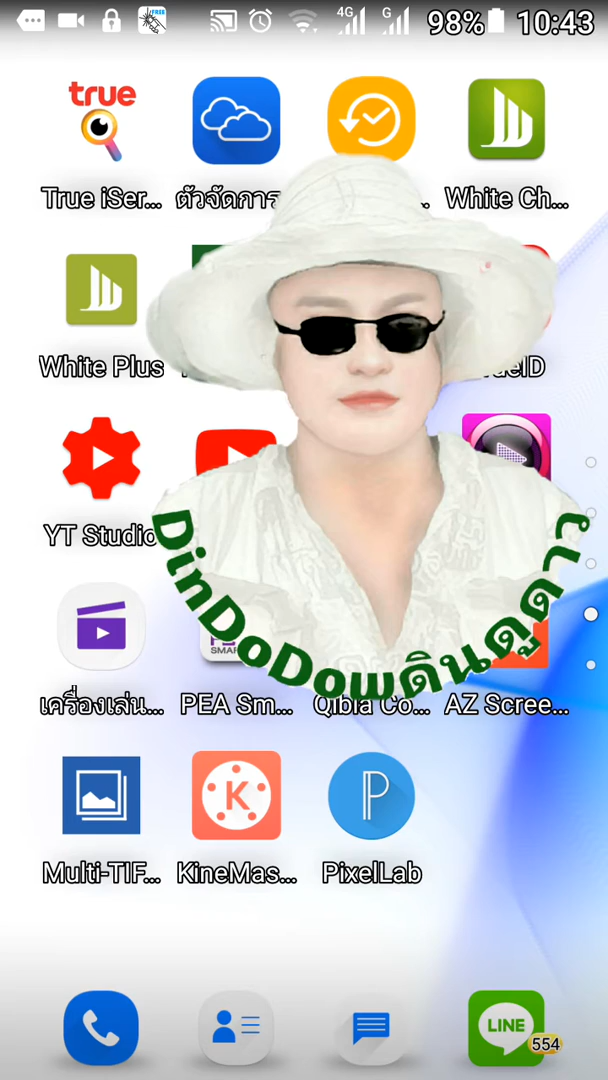 4G
G
98%
10:43
FREE
true
True iSer...
ตัวจัดการ
White Ch...
White Plus
YT Studio
DinDoDowดินดูดาว
เครื่องเล่น...
PEA Sm...
Qibla Co...
AZ Scree...
Multi-TIF...
K
P
KineMas...
PixelLab
LINE
554